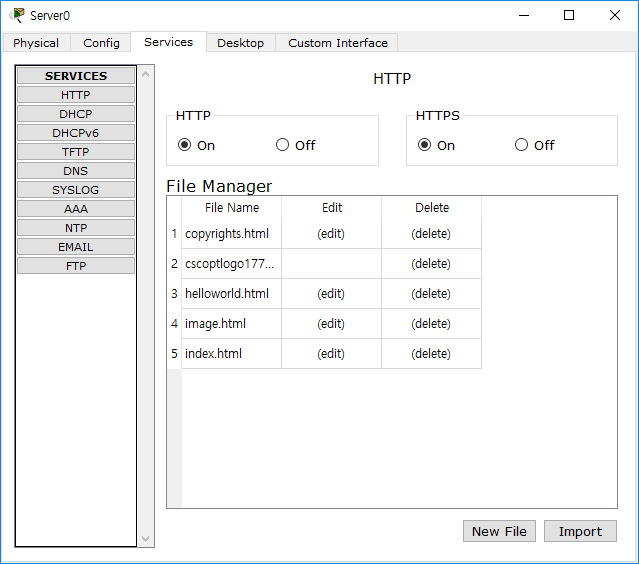 Server0
Physical Config Services Desktop Custom Interface
SERVICES
HTTP
DHCP
DHCPv6
TFTP
DNS
SYSLOG
AAA
NTP
EMAIL
FTP
HTTP
HTTP HTTPS
On Off On Off
File Manager
File Name Edit Delete
1 copyrights.html (edit) (delete)
2 cscoptlogo177... (delete)
3 helloworld.html (edit) (delete)
4 image.html (edit) (delete)
5 index.html (edit) (delete)
New File Import